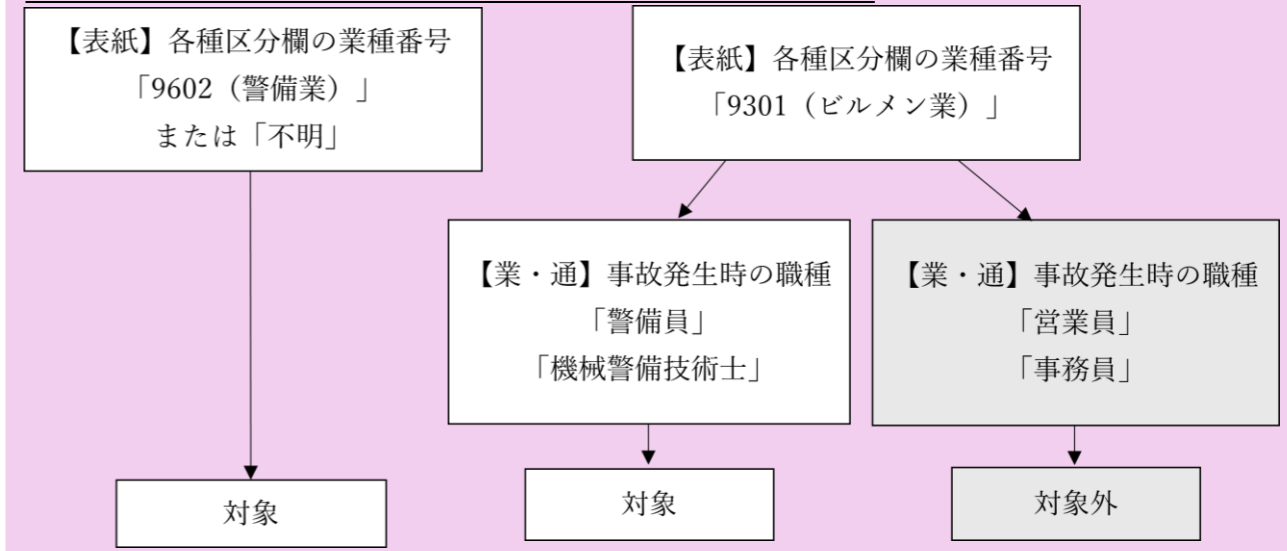 【表紙】各種区分欄の業種番号
「9602（警備業）」
または「不明」
【表紙】各種区分欄の業種番号
「9301（ビルメン業）」
【業・通】事故発生時の職種
「警備員」
「機械警備技術士」
【業・通】事故発生時の職種
「営業員」
「事務員」
対象
対象
対象外